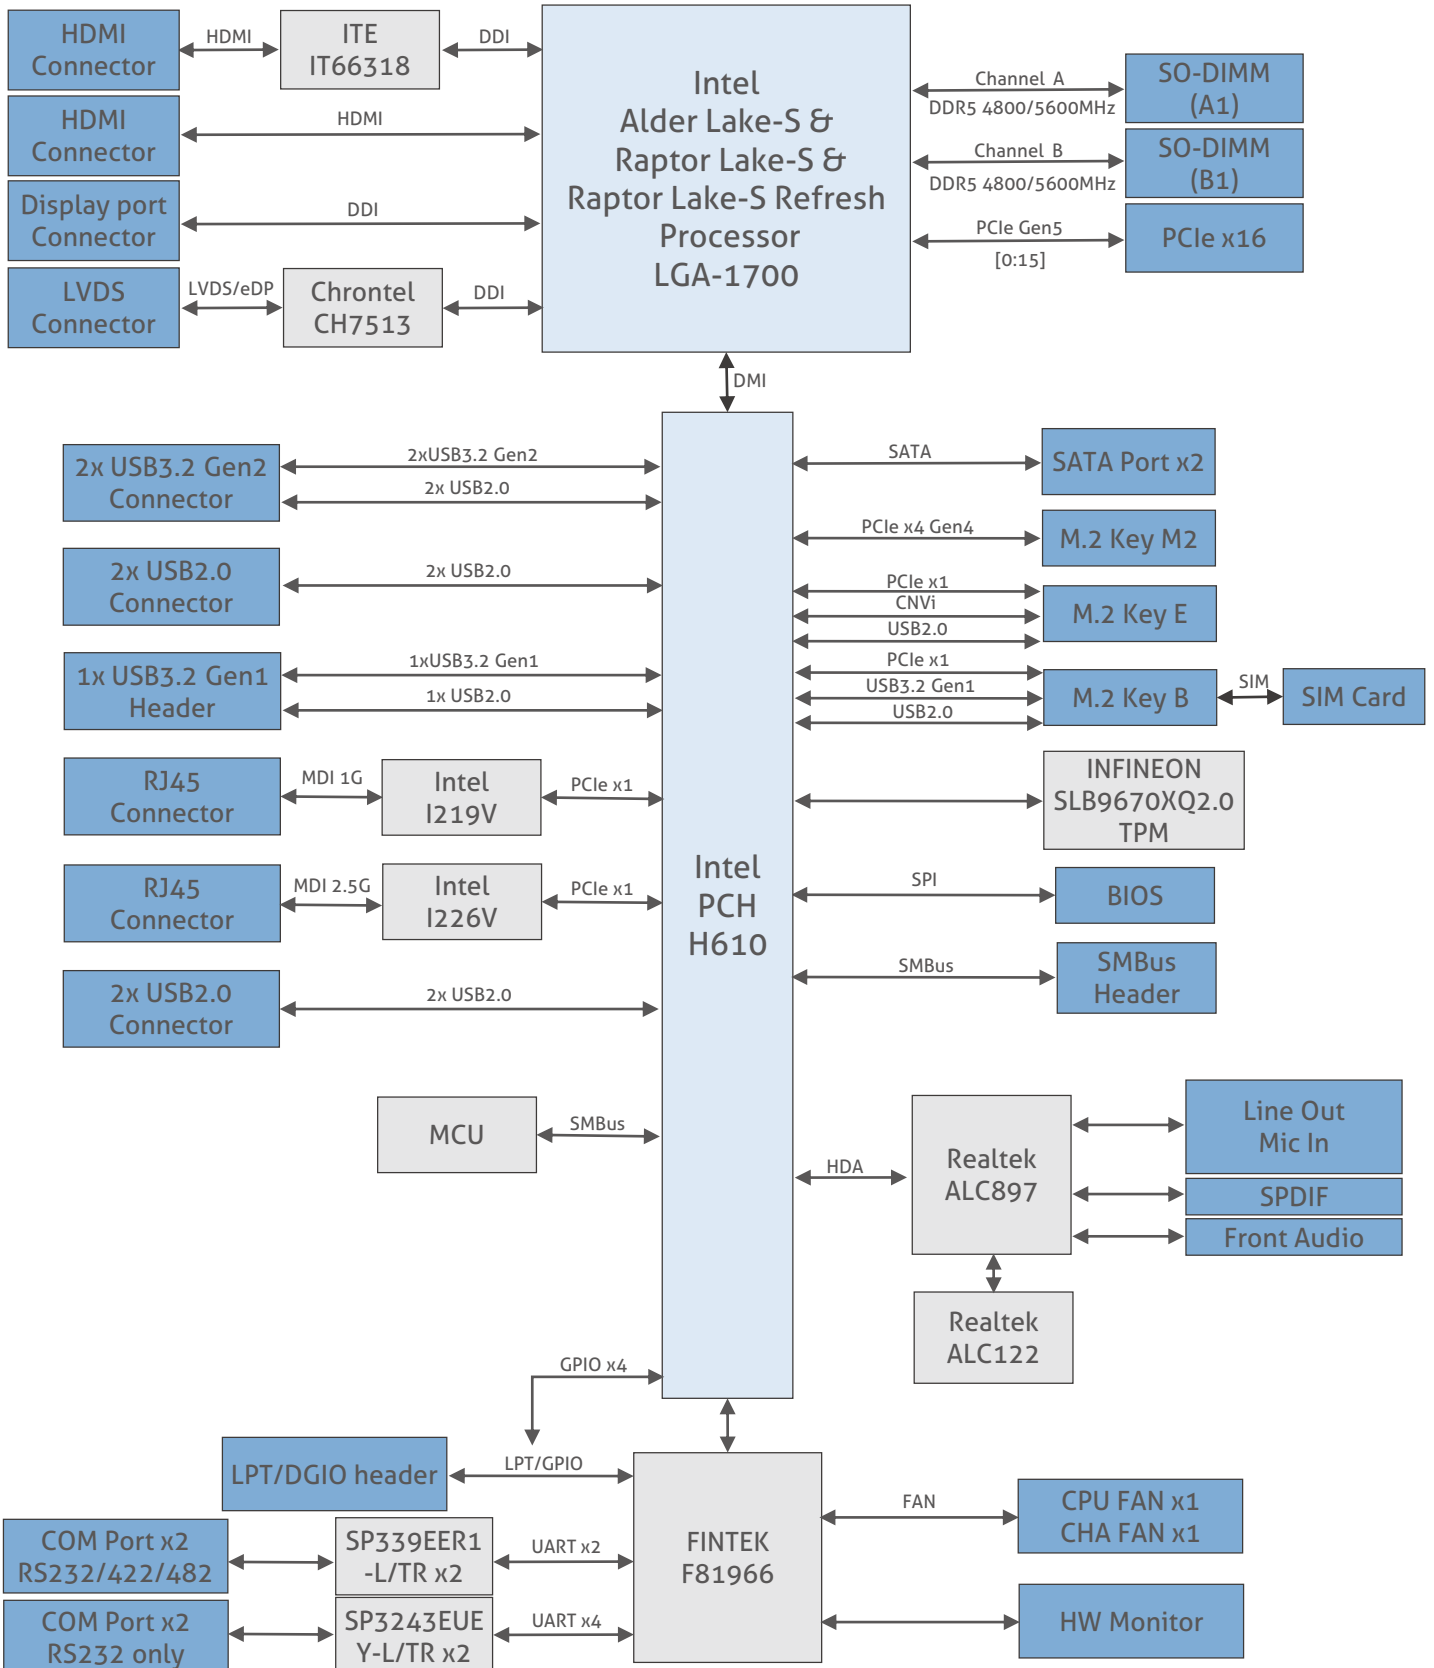 HDMI
Connector
HDMI
ITE
IT66318
DDI
HDMI
Connector
HDMI
Display port
Connector
DDI
LVDS
Connector
LVDS/eDP
Chrontel
CH7513
DDI
Intel
Alder Lake-S &
Raptor Lake-S &
Raptor Lake-S Refresh
Processor
LGA-1700
Channel A
DDR5 4800/5600MHz
SO-DIMM
(A1)
Channel B
DDR5 4800/5600MHz
SO-DIMM
(B1)
PCIe Gen5
[0:15]
PCIe x16
DMI
2x USB3.2 Gen2
Connector
2xUSB3.2 Gen2
2x USB2.0
2x USB2.0
Connector
2x USB2.0
1x USB3.2 Gen1
Header
1xUSB3.2 Gen1
1x USB2.0
RJ45
Connector
MDI 1G
Intel
I219V
PCIe x1
RJ45
Connector
MDI 2.5G
Intel
I226V
PCIe x1
2x USB2.0
Connector
2x USB2.0
MCU
SMBus
Intel
PCH
H610
SATA
SATA Port x2
PCIe x4 Gen4
M.2 Key M2
PCIe x1
CNVi
USB2.0
M.2 Key E
PCIe x1
USB3.2 Gen1
USB2.0
M.2 Key B
SIM
SIM Card
INFINEON
SLB9670XQ2.0
TPM
SPI
BIOS
SMBus
SMBus
Header
HDA
Realtek
ALC897
Line Out
Mic In
SPDIF
Front Audio
Realtek
ALC122
GPIO x4
LPT/DGIO header
LPT/GPIO
COM Port x2
RS232/422/482
SP339EER1
-L/TR x2
UART x2
COM Port x2
RS232 only
SP3243EUE
Y-L/TR x2
UART x4
FINTEK
F81966
FAN
CPU FAN x1
CHA FAN x1
HW Monitor